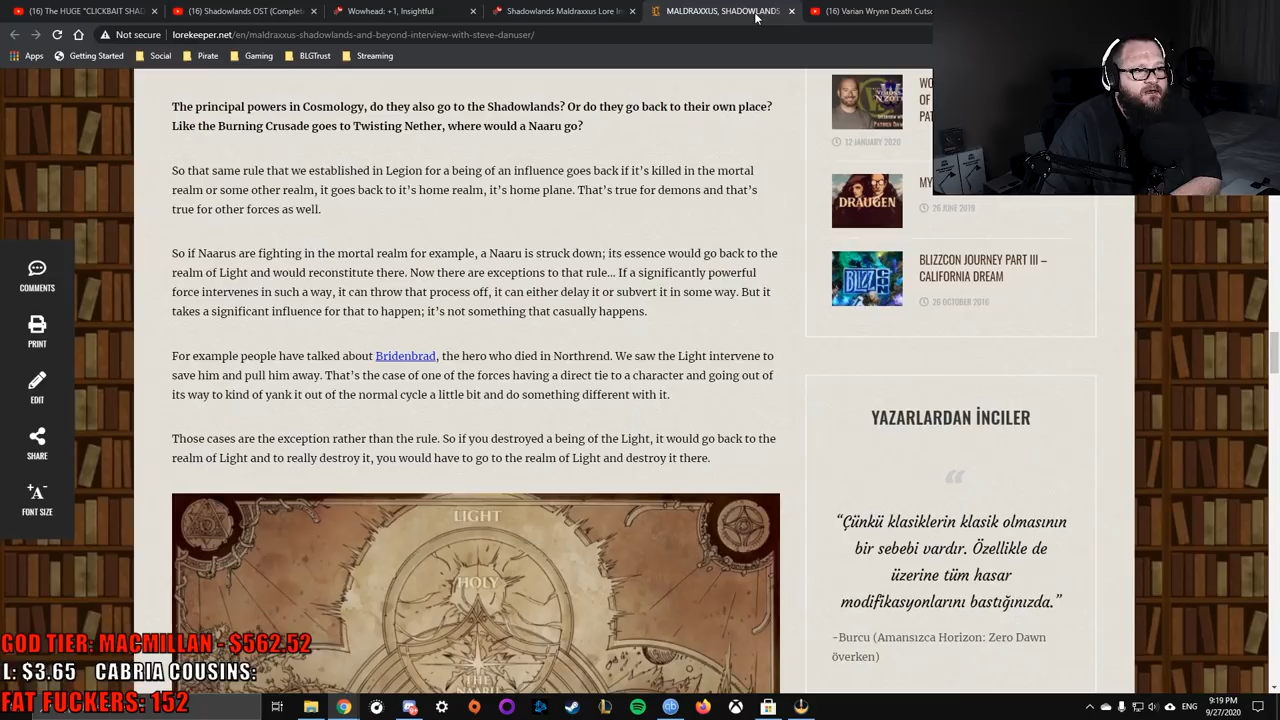 (16) The HUGE "CLICKBAIT SHAD
(16) Shadowlands OST (Complet
Wowhead: +1, Insightful
Shadowlands Maldraxxus Lore In
MALDRAXXUS, SHADOWLANDS
(16) Varian Wrynn Death Cutsc
Not secure
lorekeeper.net/en/maldraxxus-shadowlands-and-beyond-interview-with-steve-danuser/
Apps
Getting Started
Social
Pirate
Gaming
BLGTrust
Streaming
The principal powers in Cosmology, do they also go to the Shadowlands? Or do they go back to their own place?
Like the Burning Crusade goes to Twisting Nether, where would a Naaru go?
So that same rule that we established in Legion for a being of an influence goes back if it's killed in the mortal
realm or some other realm, it goes back to it's home realm, it's home plane. That's true for demons and that's
true for other forces as well.
So if Naarus are fighting in the mortal realm for example, a Naaru is struck down; its essence would go back to the
realm of Light and would reconstitute there. Now there are exceptions to that rule… If a significantly powerful
force intervenes in such a way, it can throw that process off, it can either delay it or subvert it in some way. But it
takes a significant influence for that to happen; it's not something that casually happens.
For example people have talked about Bridenbrad, the hero who died in Northrend. We saw the Light intervene to
save him and pull him away. That's the case of one of the forces having a direct tie to a character and going out of
its way to kind of yank it out of the normal cycle a little bit and do something different with it.
Those cases are the exception rather than the rule. So if you destroyed a being of the Light, it would go back to the
realm of Light and to really destroy it, you would have to go to the realm of Light and destroy it there.
LIGHT
HOLY
THE
COMMENTS
PRINT
EDIT
SHARE
FONT SIZE
WO
OF
PAT
12 JANUARY 2020
DRAUGEN
MY
26 JUNE 2019
BLIZZ
BLIZZCON JOURNEY PART III –
CALIFORNIA DREAM
26 OCTOBER 2016
YAZARLARDAN İNCİLER
“
“Çünkü klasiklerin klasik olmasının
bir sebebi vardır. Özellikle de
üzerine tüm hasar
modifikasyonlarını bastığınızda.”
-Burcu (Amansızca Horizon: Zero Dawn
överken)
GOD TIER: MACMILLAN - $562.52
L: $3.65 CABRIA COUSINS:
FAT FUCKERS: 152
ENG
9:19 PM
9/27/2020